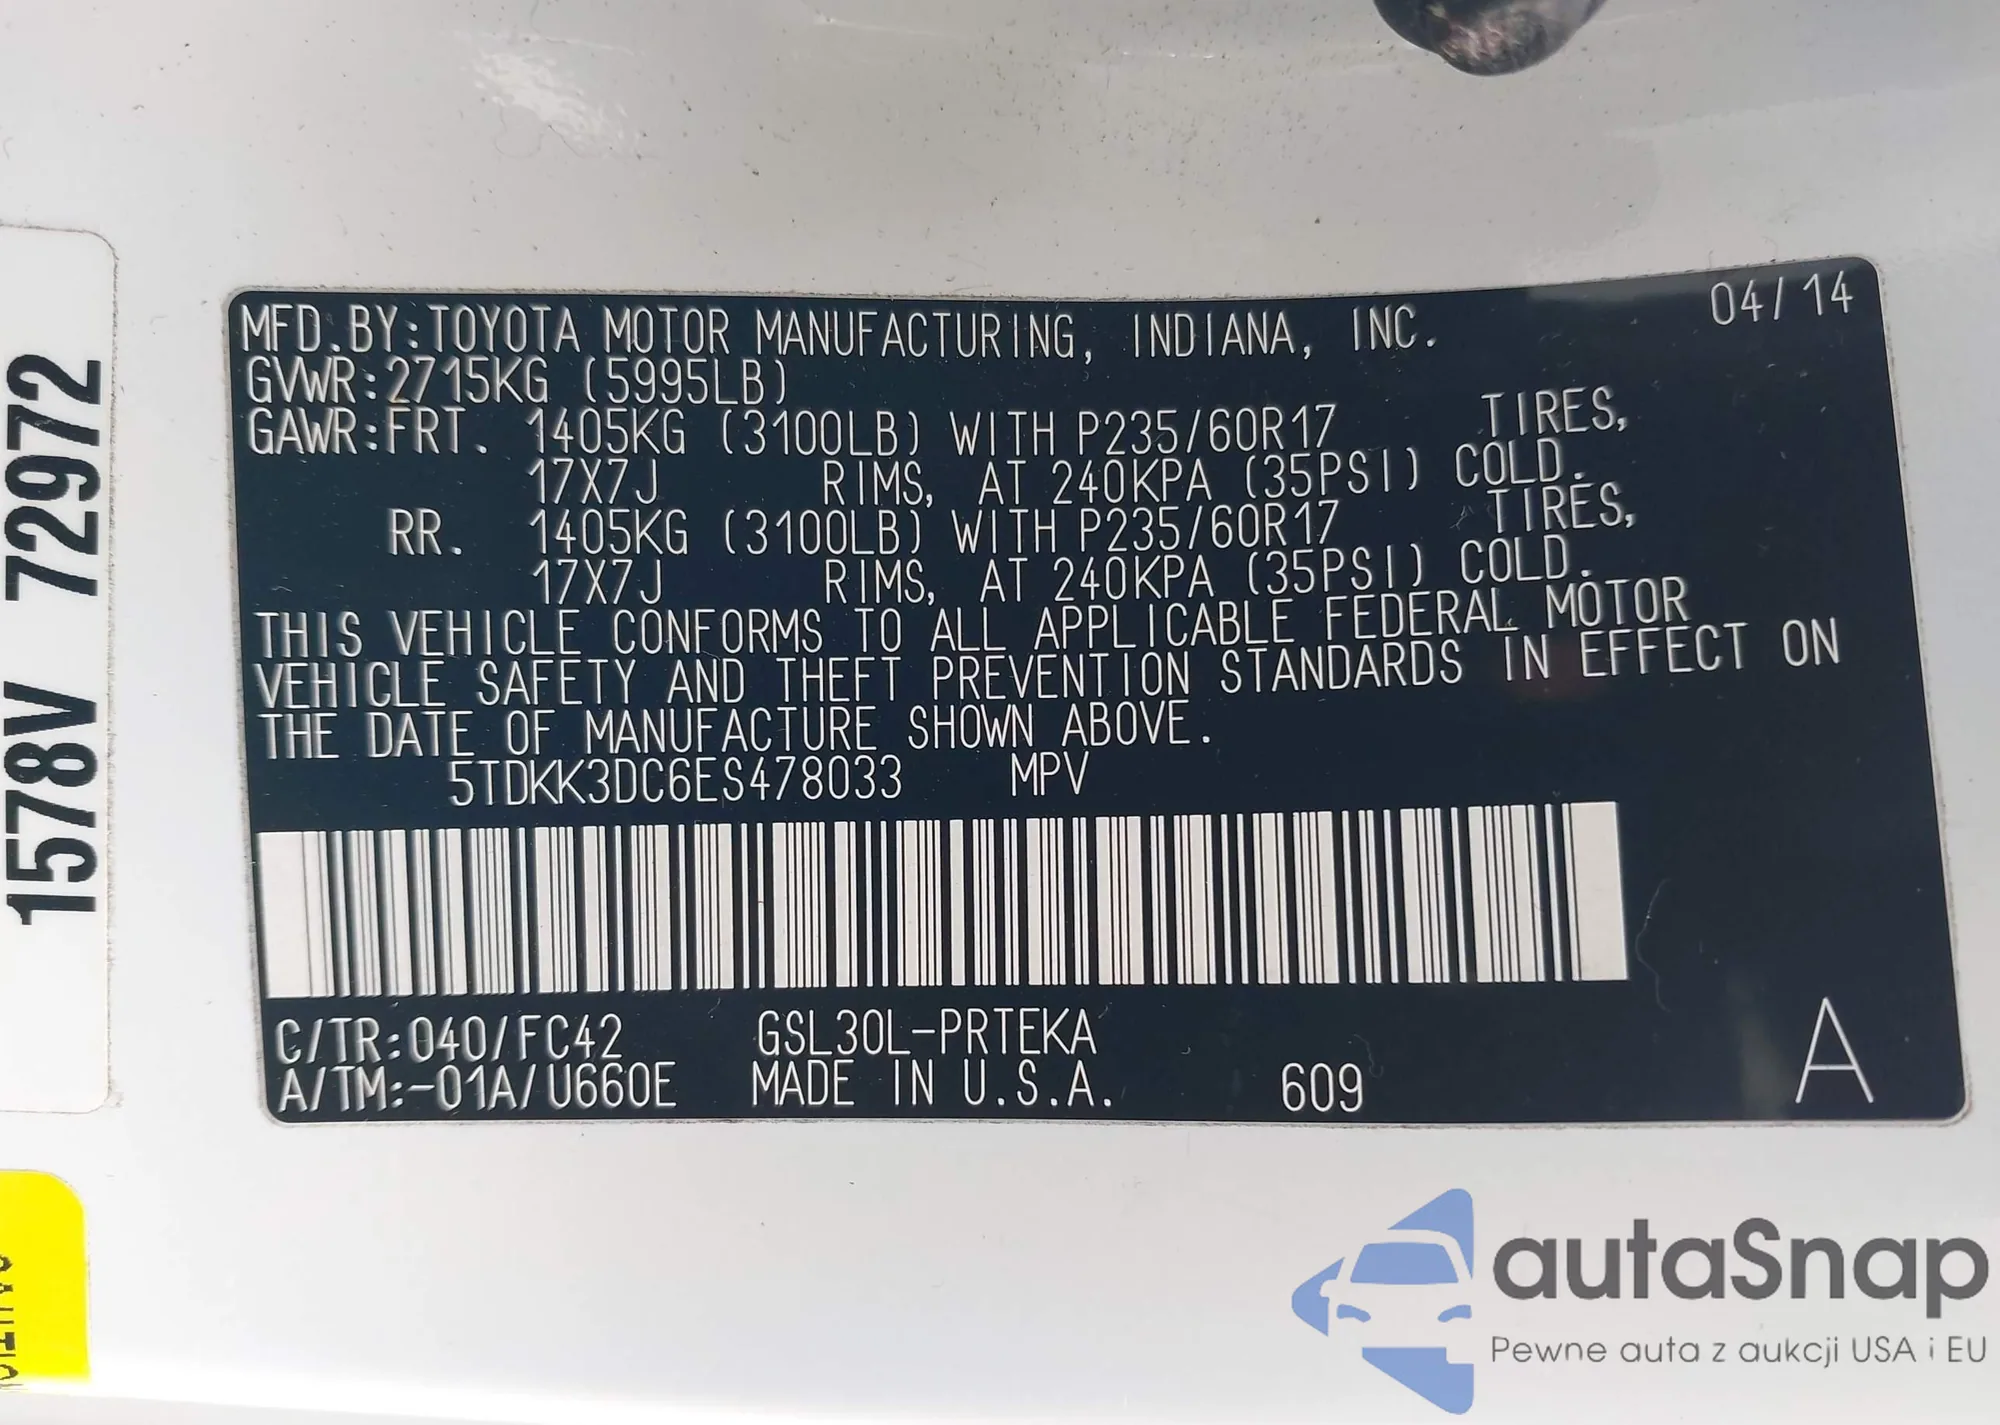 1578V 72972
MFD.BY:TOYOTA MOTOR MANUFACTURING, INDIANA, INC. 04/14
GVWR:2715KG (5995LB)
GAWR:FRT. 1405KG (3100LB) WITH P235/60R17 TIRES,
17X7J RIMS, AT 240KPA (35PSI) COLD.
RR. 1405KG (3100LB) WITH P235/60R17 TIRES,
17X7J RIMS, AT 240KPA (35PSI) COLD.
THIS VEHICLE CONFORMS TO ALL APPLICABLE FEDERAL MOTOR
VEHICLE SAFETY AND THEFT PREVENTION STANDARDS IN EFFECT ON
THE DATE OF MANUFACTURE SHOWN ABOVE.
5TDKK3DC6ES478033 MPV
C/TR:040/FC42 GSL30L-PRTEKA
A/TM:-01A/U660E MADE IN U.S.A. 609 A
autaSnap
Pewne auta z aukcji USA i EU